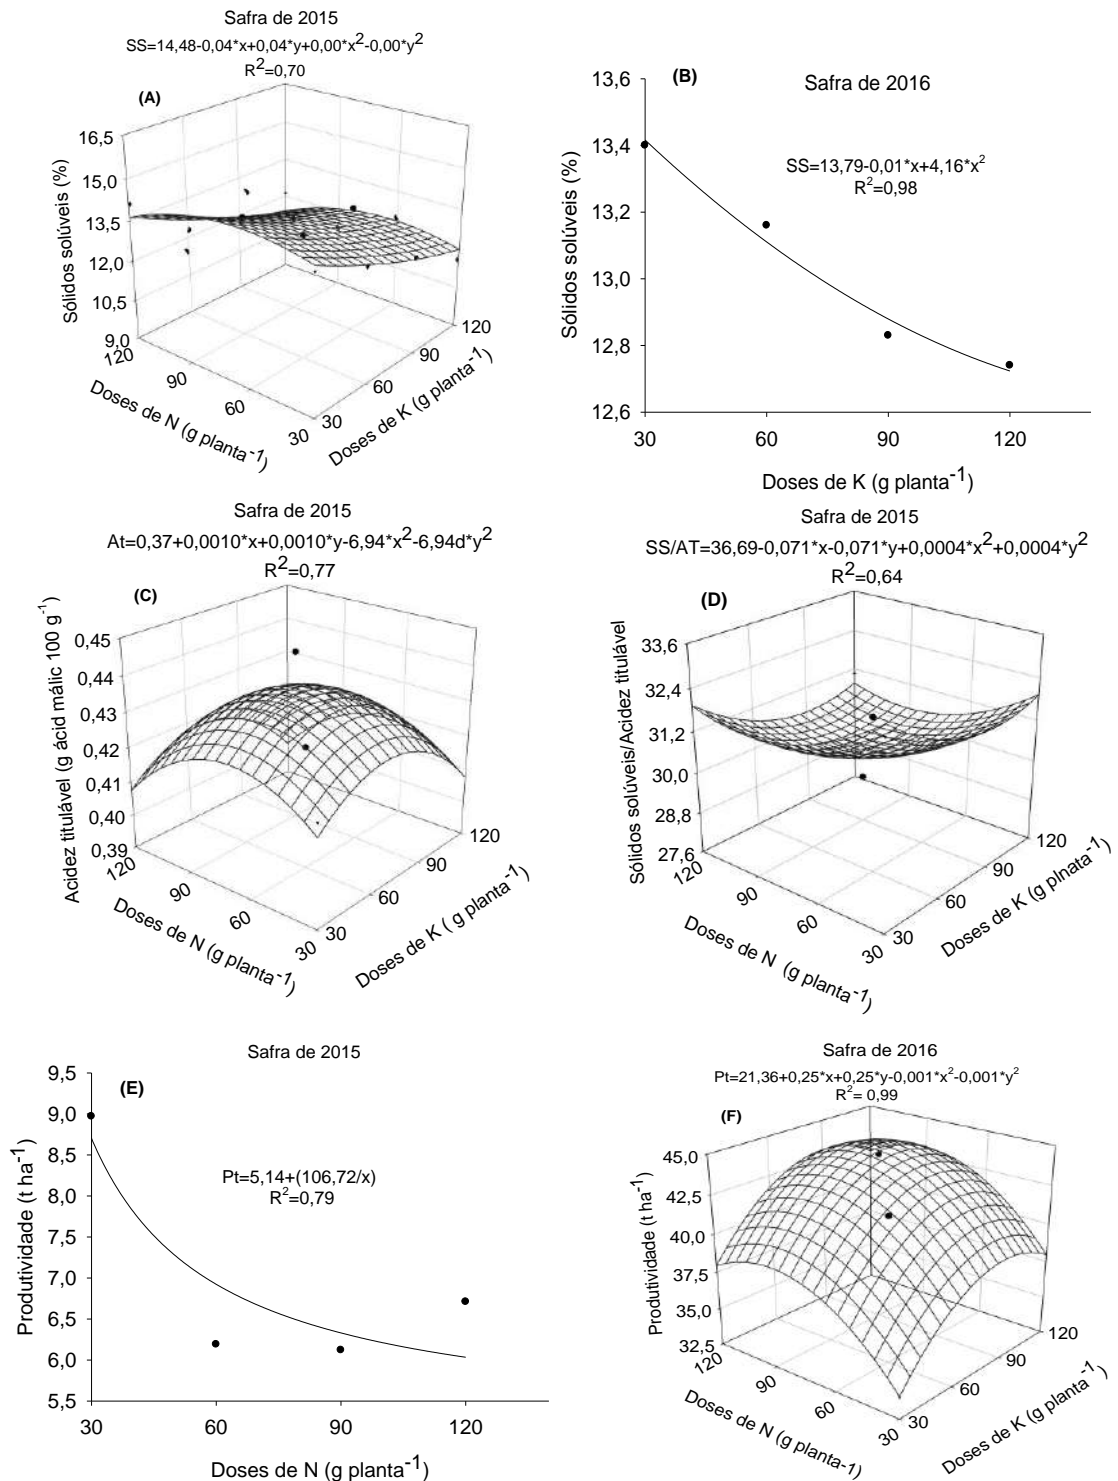 Safra de 2015
SS=14,48-0,04*x+0,04*y+0,00*x²-0,00*y²
R²=0,70
(A)
Sólidos solúveis (%)
16,5
15,0
13,5
12,0
10,5
9,0
120
90
60
30
Doses de N (g planta⁻¹)
30
60
90
120
Doses de K (g planta⁻¹)
(B)
Safra de 2016
SS=13,79-0,01*x+4,16*x²
R²=0,98
Sólidos solúveis (%)
13,6
13,4
13,2
13,0
12,8
12,6
30 60 90 120
Doses de K (g planta⁻¹)
Safra de 2015
At=0,37+0,0010*x+0,0010*y-6,94*x²-6,94d*y²
R²=0,77
(C)
Acidez titulável (g ácid málic 100 g⁻¹)
0,45
0,44
0,43
0,42
0,41
0,40
0,39
120
90
60
30
Doses de N (g planta⁻¹)
30
60
90
120
Doses de K ( g planta⁻¹)
Safra de 2015
SS/AT=36,69-0,071*x-0,071*y+0,0004*x²+0,0004*y²
R²=0,64
(D)
Sólidos solúveis/Acidez titulável
33,6
32,4
31,2
30,0
28,8
27,6
120
90
60
30
Doses de N (g planta⁻¹)
30
60
90
120
Doses de K (g plnata⁻¹)
Safra de 2015
(E)
Pt=5,14+(106,72/x)
R²=0,79
Produtividade (t ha⁻¹)
9,5
9,0
8,5
8,0
7,5
7,0
6,5
6,0
5,5
30 60 90 120
Doses de N (g planta⁻¹)
Safra de 2016
Pt=21,36+0,25*x+0,25*y-0,001*x²-0,001*y²
R²= 0,99
(F)
Produtividade (t ha⁻¹)
45,0
42,5
40,0
37,5
35,0
32,5
120
90
60
30
Doses de N (g planta-¹)
30
60
90
120
Doses de K (g planta⁻¹)